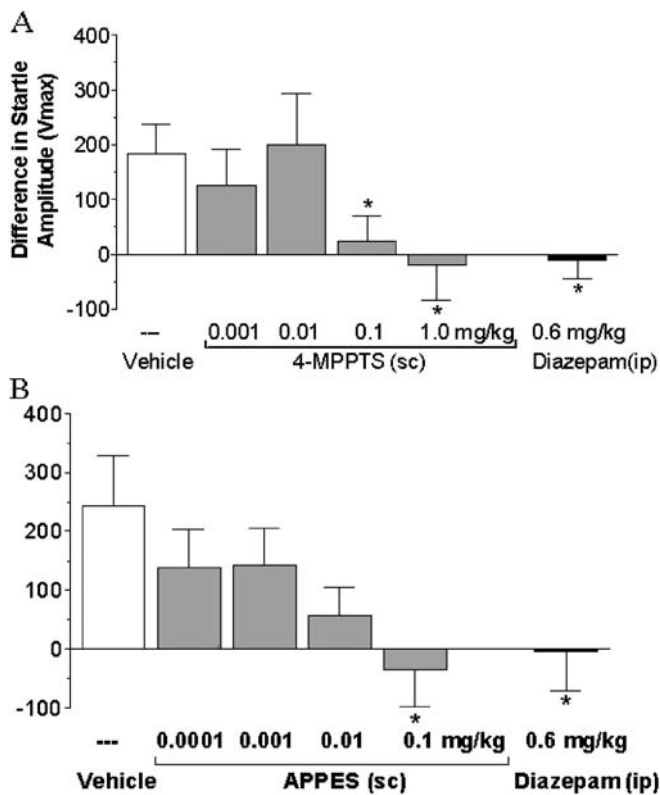 A
Difference in Startle
Amplitude (Vmax)
400
300
200
100
0
-100
*
*
*
--- 0.001 0.01 0.1 1.0 mg/kg 0.6 mg/kg
Vehicle 4-MPPTS (sc) Diazepam(ip)
B
400
300
200
100
0
-100
*
*
--- 0.0001 0.001 0.01 0.1 mg/kg 0.6 mg/kg
Vehicle APPES (sc) Diazepam (ip)